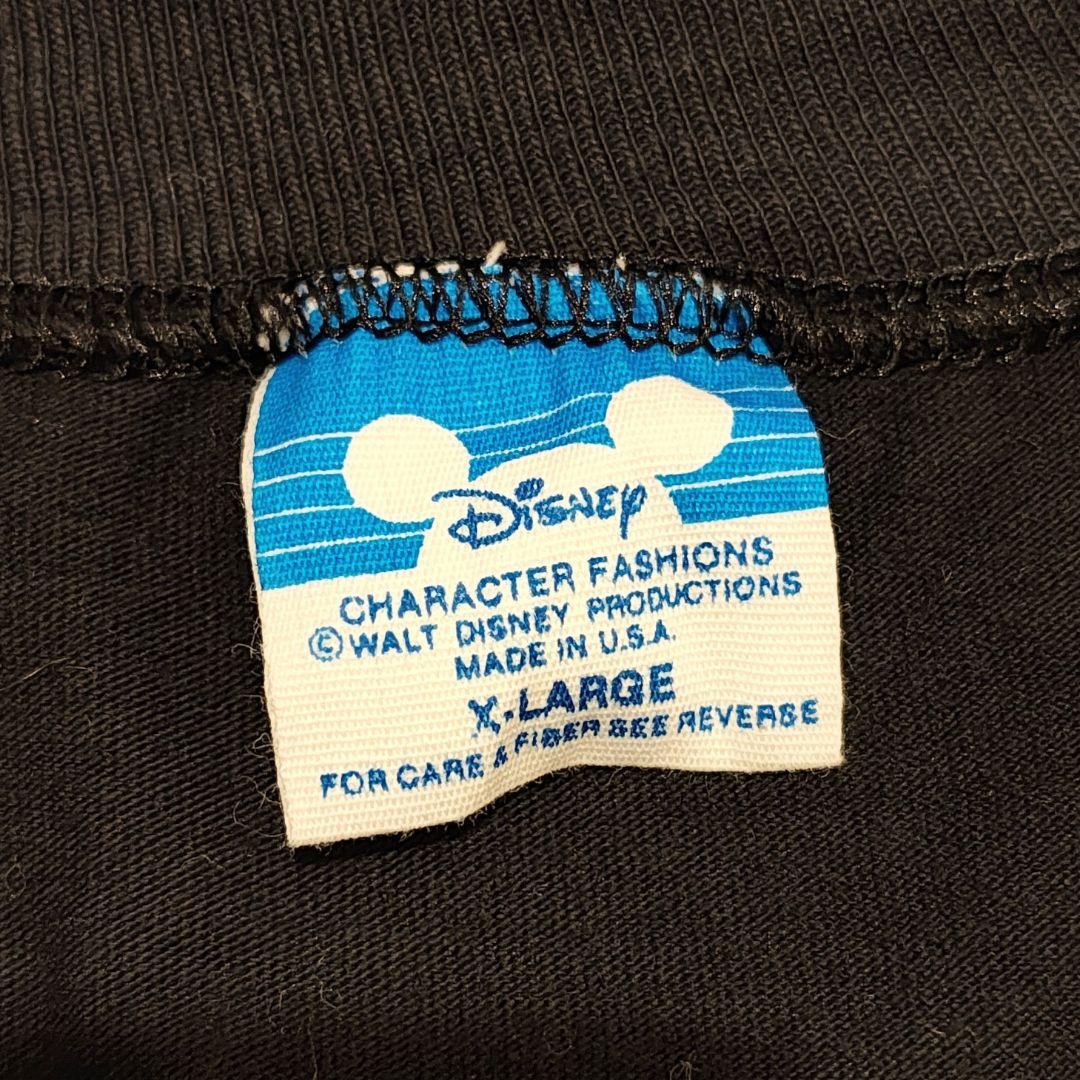 Disney
CHARACTER FASHIONS
©WALT DISNEY PRODUCTIONS
MADE IN U.S.A.
X-LARGE
FOR CARE & FIBER SEE REVERSE